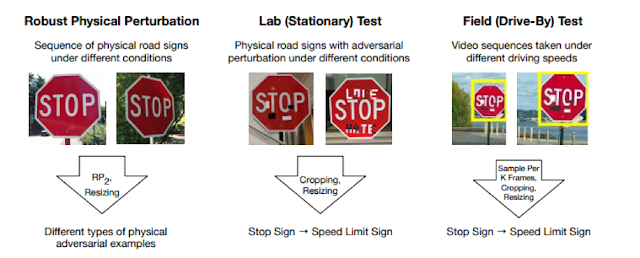 Robust Physical Perturbation
Sequence of physical road signs
under different conditions
STOP
STOP
RP2,
Resizing
Different types of physical
adversarial examples
Lab (Stationary) Test
Physical road signs with adversarial
perturbation under different conditions
STOP
STOP
Cropping,
Resizing
Stop Sign → Speed Limit Sign
Field (Drive-By) Test
Video sequences taken under
different driving speeds
STOP
STOP
Sample Per
K Frames,
Cropping,
Resizing
Stop Sign → Speed Limit Sign